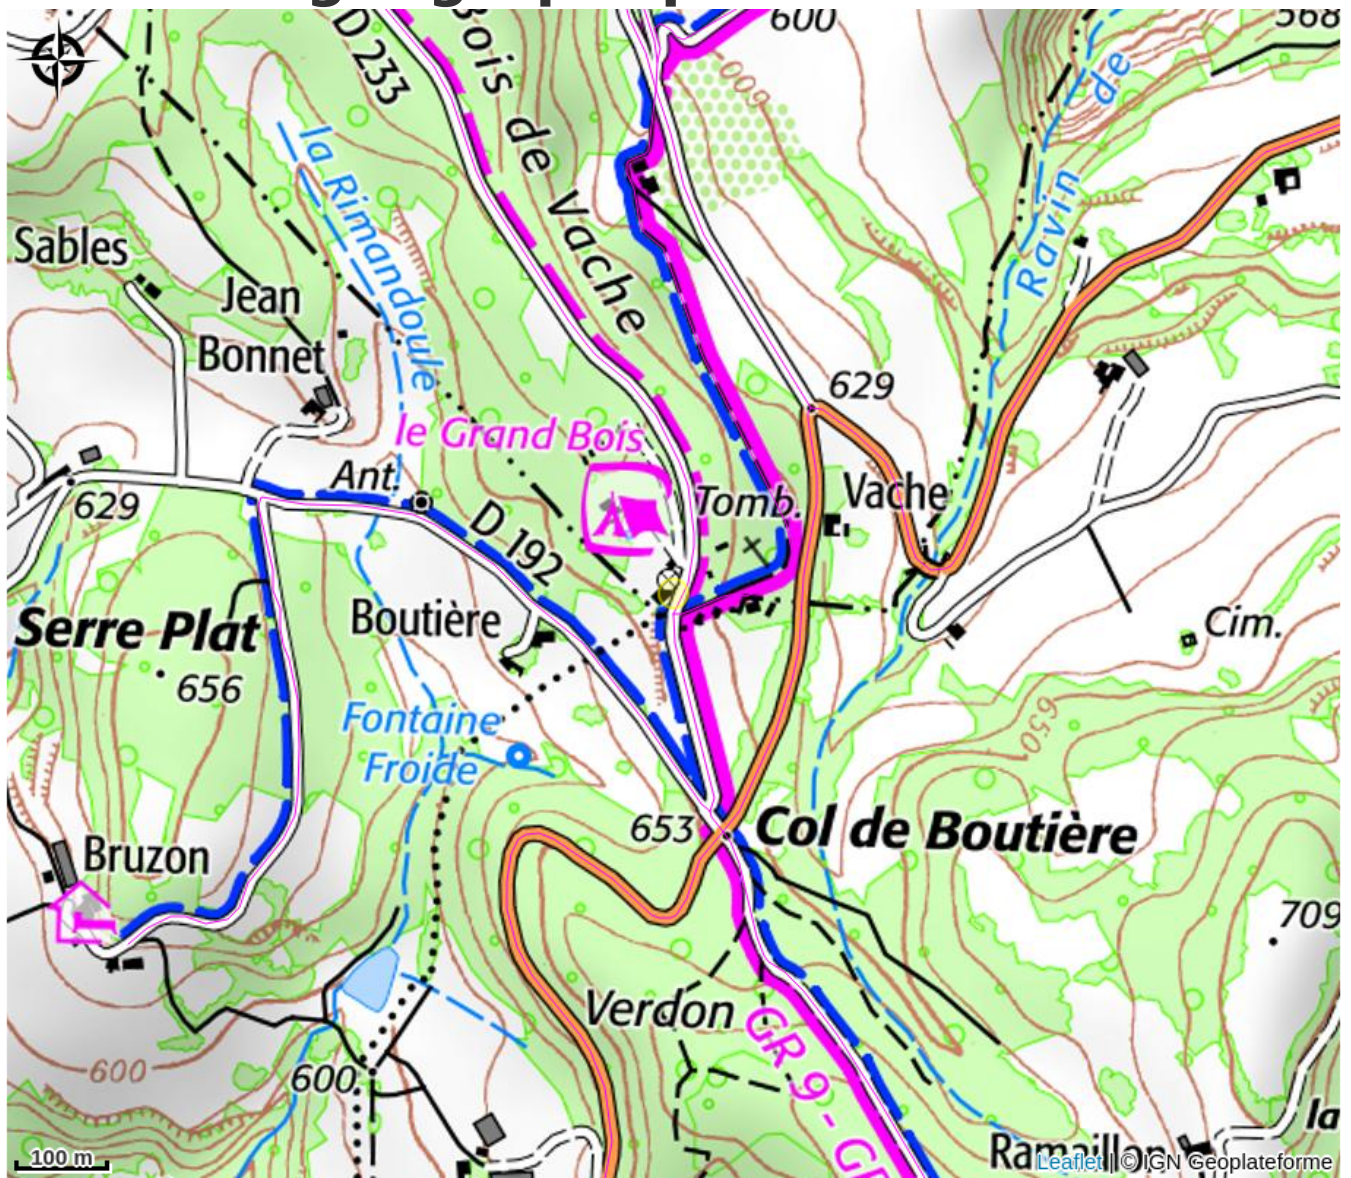 600
568
D 233
Bois de Vache
009
Ravin de
la Rimandoule
Sables
Jean
Bonnet
629
le Grand Bois
Ant.
629
Tomb.
Vache
D 192
Boutière
Cim.
Serre Plat
656
Fontaine
Froide
650
653
Col de Boutière
Bruzon
709
Verdon
GR 9 - G
600
600
la
Ramaillon
100 m
Leaflet | © IGN Geoplateforme